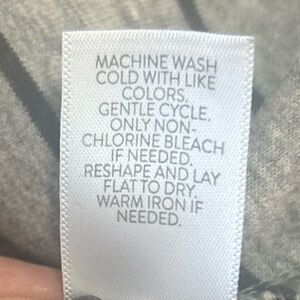 MACHINE WASH
COLD WITH LIKE
COLORS,
GENTLE CYCLE.
ONLY NON-
CHLORINE BLEACH
IF NEEDED.
RESHAPE AND LAY
FLAT TO DRY.
WARM IRON IF
NEEDED.